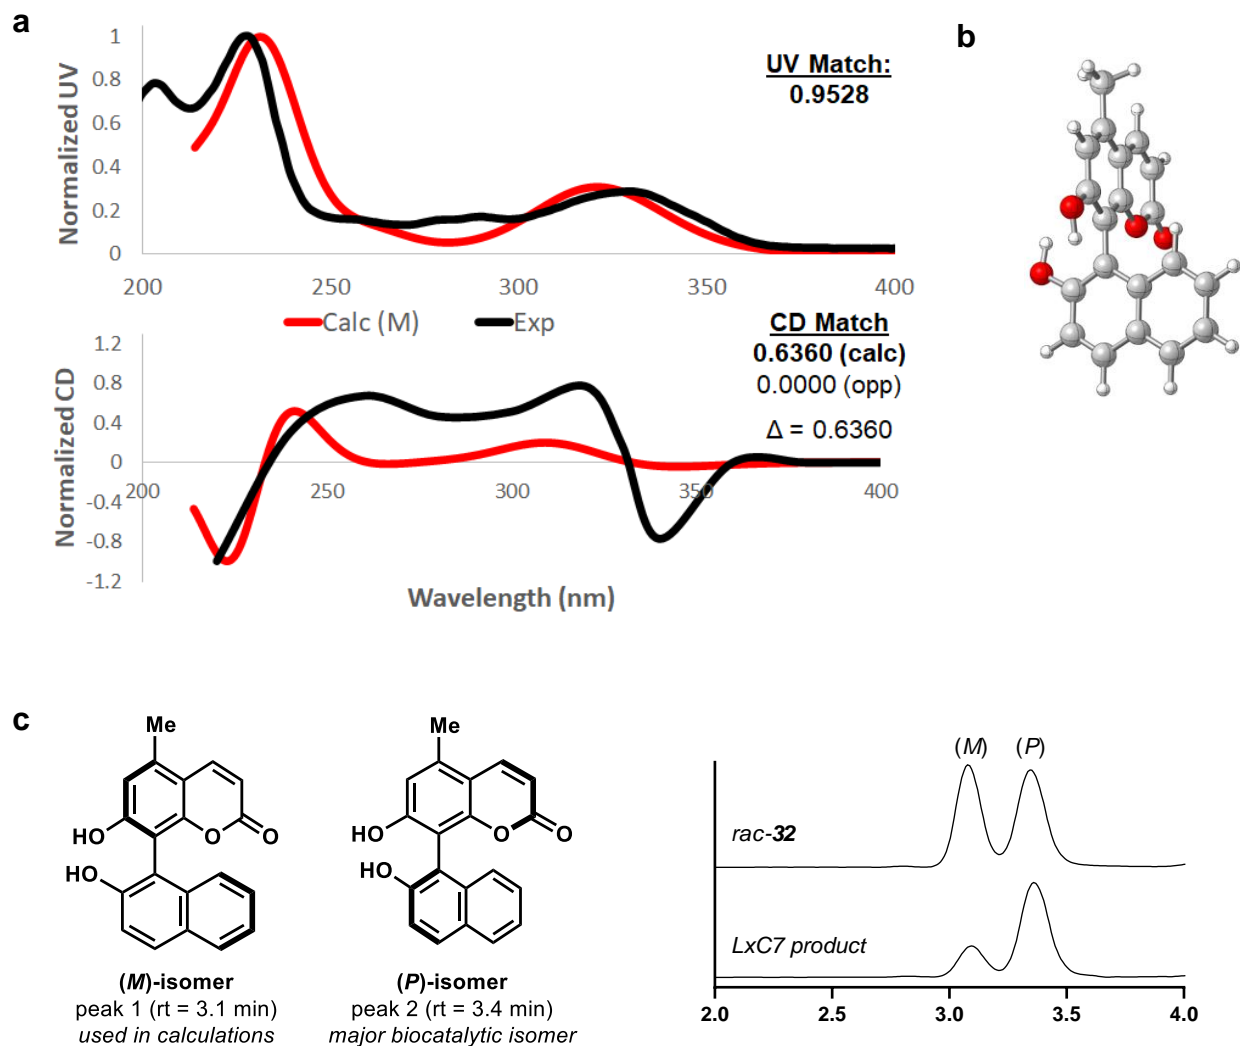 a
b
Normalized UV
1
0.8
0.6
0.4
0.2
0
200
250
300
350
400
UV Match:
0.9528
Calc (M)
Exp
Normalized CD
1.2
0.8
0.4
0
-0.4
-0.8
-1.2
200
250
300
350
400
CD Match
0.6360 (calc)
0.0000 (opp)
Δ = 0.6360
Wavelength (nm)
c
Me
HO
O
O
HO
(M)-isomer
peak 1 (rt = 3.1 min)
used in calculations
Me
HO
O
O
HO
(P)-isomer
peak 2 (rt = 3.4 min)
major biocatalytic isomer
(M)
(P)
rac-32
LxC7 product
2.0
2.5
3.0
3.5
4.0